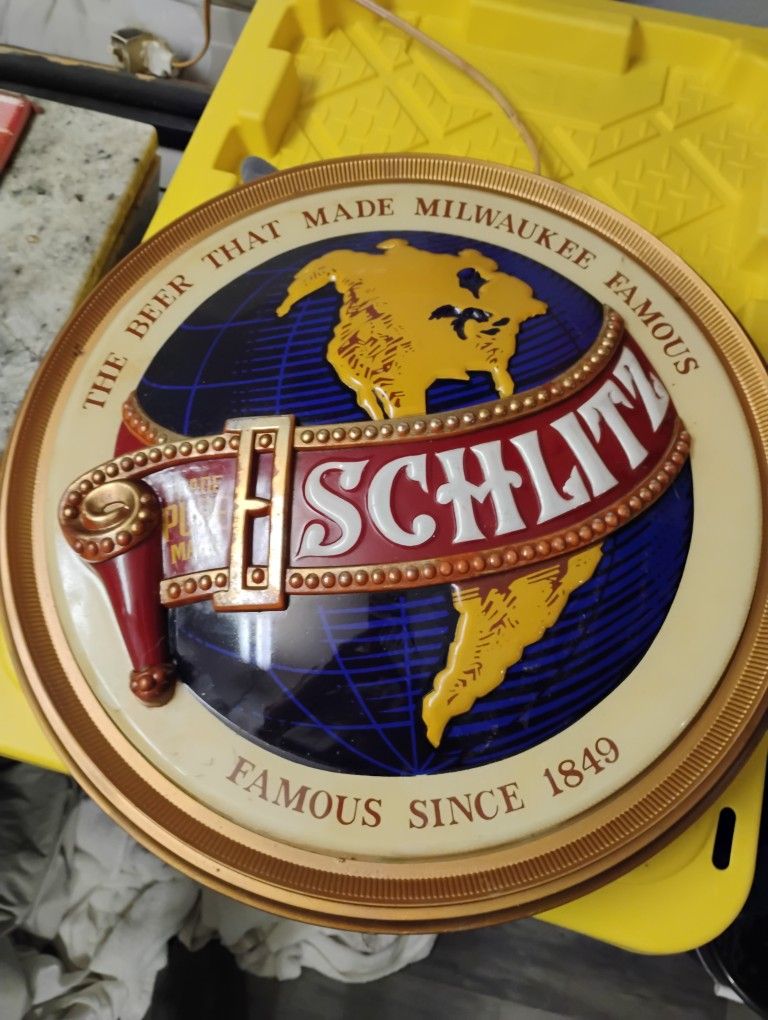 THE BEER THAT MADE MILWAUKEE FAMOUS
SCHLITZ
FAMOUS SINCE 1849